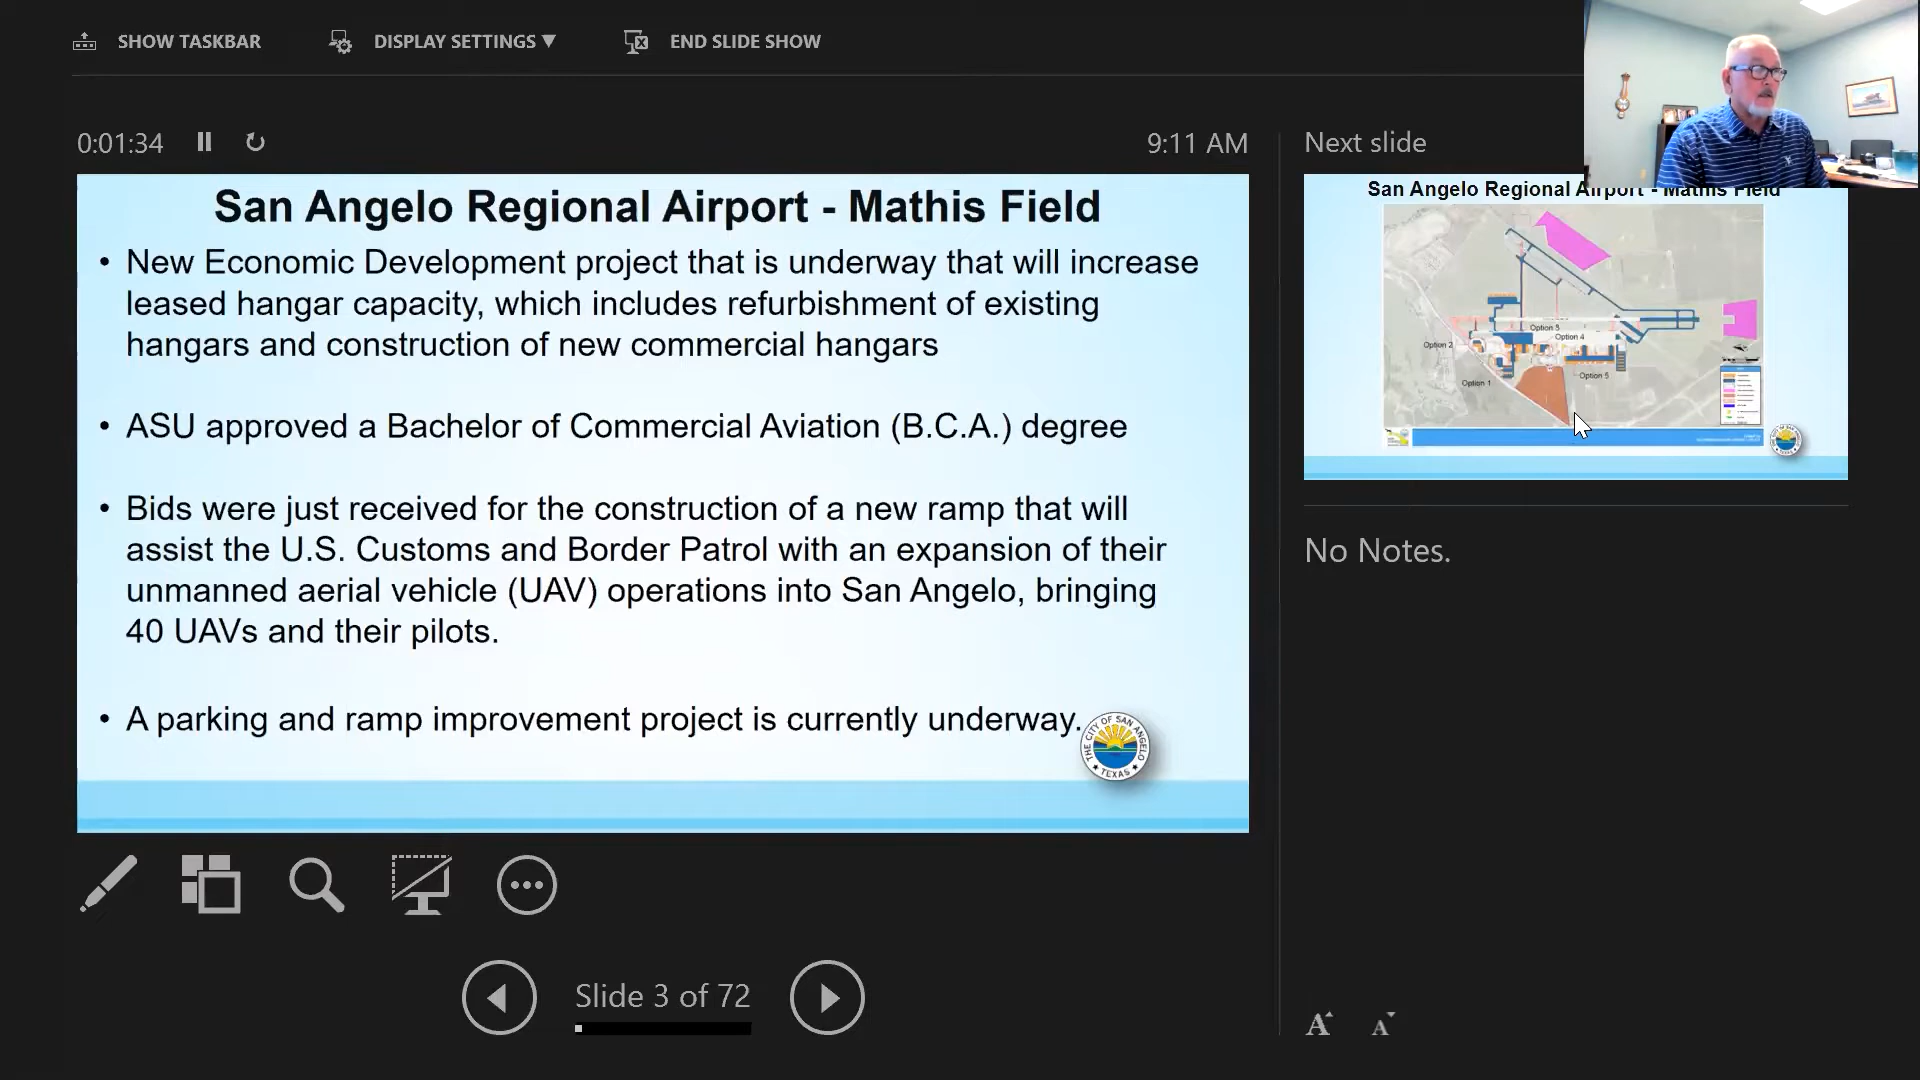 SHOW TASKBAR
DISPLAY SETTINGS ▼
END SLIDE SHOW
0:01:34
9:11 AM
Next slide
San Angelo Regional Airport - Mathis Field
• New Economic Development project that is underway that will increase
leased hangar capacity, which includes refurbishment of existing
hangars and construction of new commercial hangars
• ASU approved a Bachelor of Commercial Aviation (B.C.A.) degree
• Bids were just received for the construction of a new ramp that will
assist the U.S. Customs and Border Patrol with an expansion of their
unmanned aerial vehicle (UAV) operations into San Angelo, bringing
40 UAVs and their pilots.
• A parking and ramp improvement project is currently underway.
THE CITY OF SAN ANGELO
TEXAS
San Angelo Regional Airport - Mathis Field
Option 3
Option 4
Option 2
Option 5
Option 1
No Notes.
Slide 3 of 72
A
A